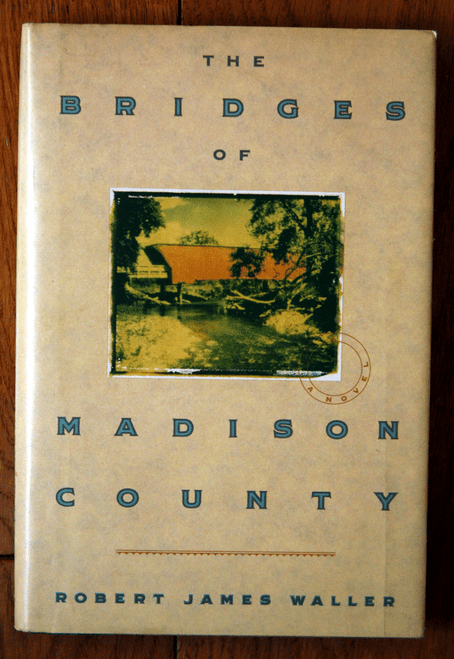 THE
BRIDGES
OF
A NOVEL
MADISON
COUNTY
ROBERT JAMES WALLER